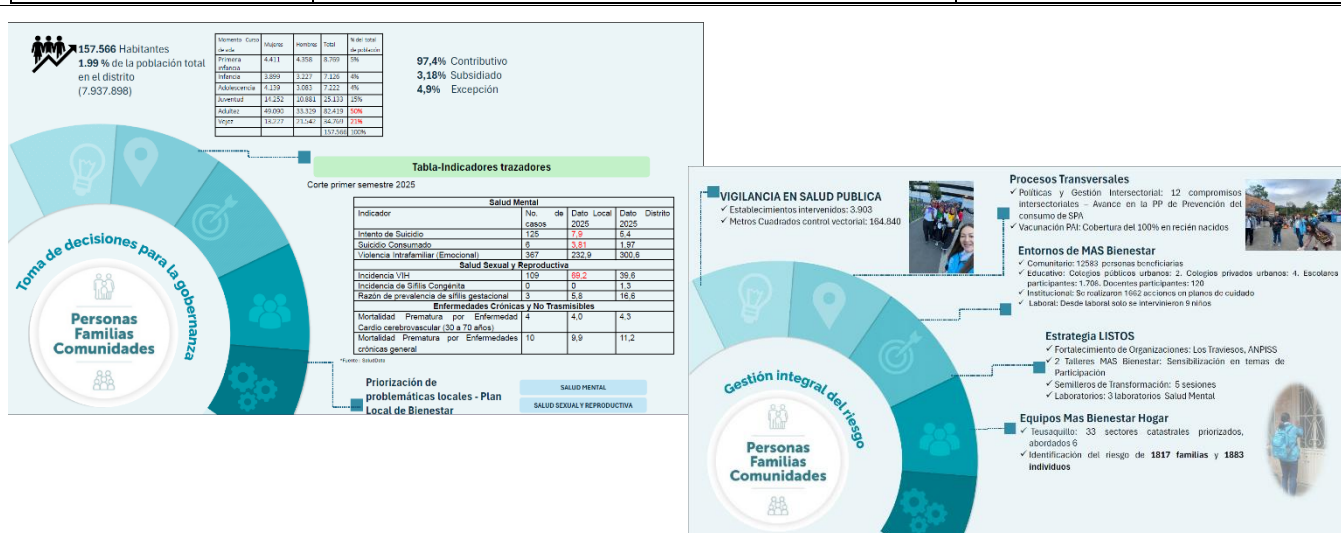 157.566 Habitantes
1.99 % de la población total
en el distrito
(7.937.898)
Momento Curso de vida Mujeres Hombres Total % del total de población
Primera infancia 4.411 4.358 8.769 5%
Infancia 3.899 3.227 7.126 4%
Adolescencia 4.139 3.083 7.222 4%
Juventud 14.252 10.881 25.133 15%
Adultez 49.090 33.329 82.419 50%
Vejez 13.227 21.542 34.769 21%
157.566 100%
97,4% Contributivo
3,18% Subsidiado
4,9% Excepción
Tabla-Indicadores trazadores
Corte primer semestre 2025
Salud Mental
Indicador No. de casos Dato Local 2025 Dato Distrito 2025
Intento de Suicidio 125 7,9 5,4
Suicidio Consumado 6 3,81 1,97
Violencia Intrafamiliar (Emocional) 367 232,9 300,6
Salud Sexual y Reproductiva
Incidencia VIH 109 69,2 39,6
Incidencia de Sífilis Congénita 0 0 1,3
Razón de prevalencia de sífilis gestacional 3 5,8 16,6
Enfermedades Crónicas y No Trasmisibles
Mortalidad Prematura por Enfermedad Cardio cerebrovascular (30 a 70 años) 4 4,0 4,3
Mortalidad Prematura por Enfermedades crónicas general 10 9,9 11,2
*Fuente: SaludData
Toma de decisiones para la gobernanza
Personas
Familias
Comunidades
Priorización de
problemáticas locales - Plan
Local de Bienestar
SALUD MENTAL
SALUD SEXUAL Y REPRODUCTIVA
VIGILANCIA EN SALUD PUBLICA
✓ Establecimientos intervenidos: 3.903
✓ Metros Cuadrados control vectorial: 164.840
Procesos Transversales
✓ Políticas y Gestión Intersectorial: 12 compromisos
intersectoriales – Avance en la PP de Prevención del
consumo de SPA
✓ Vacunación PAI: Cobertura del 100% en recién nacidos
Entornos de MAS Bienestar
✓ Comunitario: 12583 personas beneficiarias
✓ Educativo: Colegios públicos urbanos: 2. Colegios privados urbanos: 4. Escolares
participantes: 1.706. Docentes participantes: 120
✓ Institucional: Se realizaron 1662 acciones en planes de cuidado
✓ Laboral: Desde laboral solo se intervinieron 9 niños
Estrategia LISTOS
✓ Fortalecimiento de Organizaciones: Los Traviesos, ANPISS
✓ 2 Talleres MAS Bienestar: Sensibilización en temas de
Participación
✓ Semilleros de Transformación: 5 sesiones
✓ Laboratorios: 3 laboratorios Salud Mental
Equipos Mas Bienestar Hogar
✓ Teusaquillo: 33 sectores catastrales priorizados,
abordados 6
✓ Identificación del riesgo de 1817 familias y 1883
individuos
Gestión integral del riesgo
Personas
Familias
Comunidades